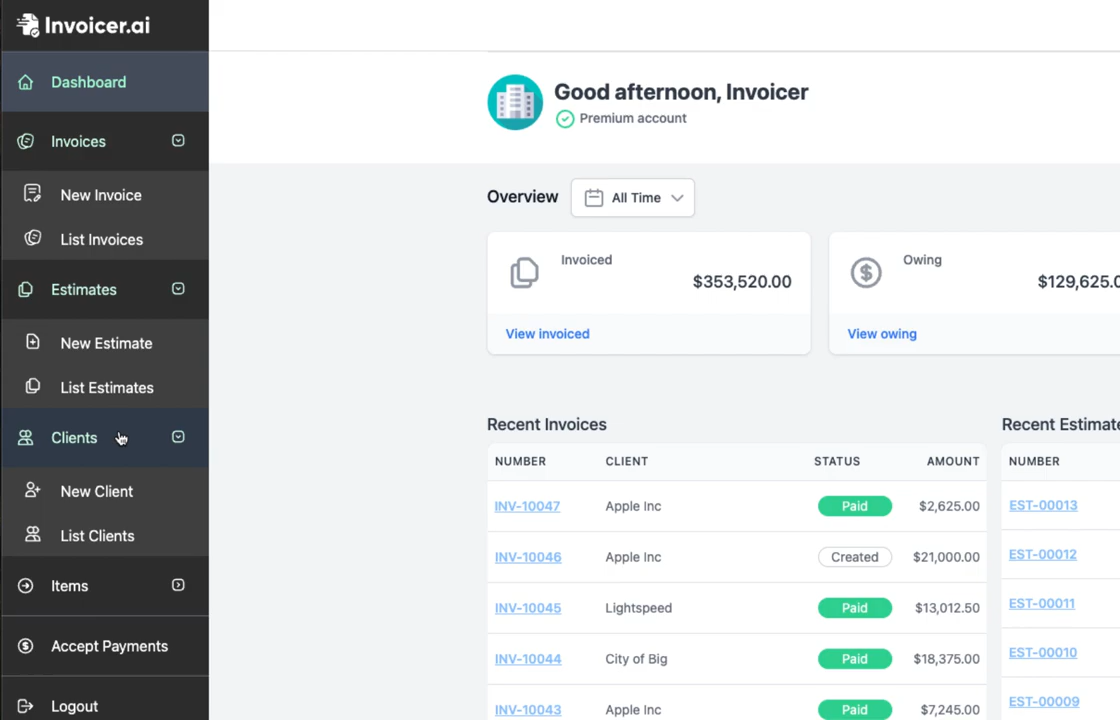 Invoicer.ai
Dashboard
Invoices
New Invoice
List Invoices
Estimates
New Estimate
List Estimates
Clients
New Client
List Clients
Items
Accept Payments
Logout
Good afternoon, Invoicer
Premium account
Overview All Time
Invoiced
$353,520.00
View invoiced
Owing
$129,625.0
View owing
Recent Invoices
NUMBER CLIENT STATUS AMOUNT
INV-10047 Apple Inc Paid $2,625.00
INV-10046 Apple Inc Created $21,000.00
INV-10045 Lightspeed Paid $13,012.50
INV-10044 City of Big Paid $18,375.00
INV-10043 Apple Inc Paid $7,245.00
Recent Estimate
NUMBER
EST-00013
EST-00012
EST-00011
EST-00010
EST-00009